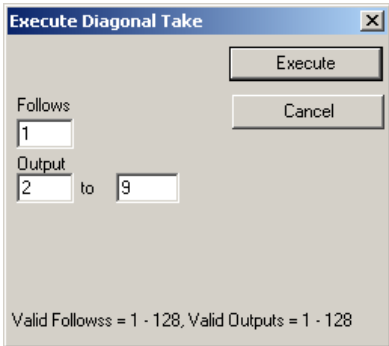 Execute Diagonal Take
Execute
Follows
Cancel
1
Output
2 to 9
Valid Followss = 1 - 128, Valid Outputs = 1 - 128